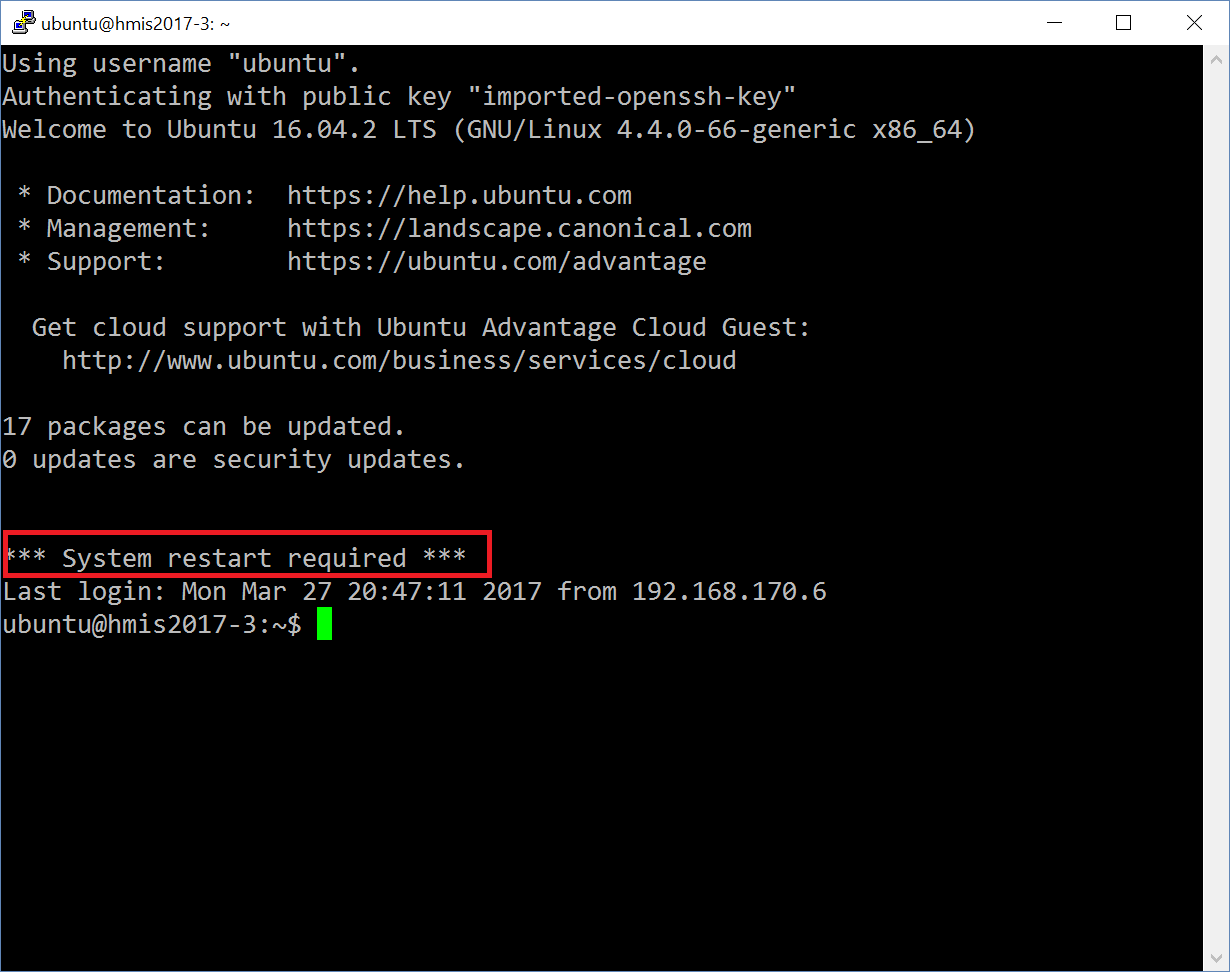 ubuntu@hmis2017-3: ~
Using username "ubuntu".
Authenticating with public key "imported-openssh-key"
Welcome to Ubuntu 16.04.2 LTS (GNU/Linux 4.4.0-66-generic x86_64)
* Documentation:  https://help.ubuntu.com
* Management:     https://landscape.canonical.com
* Support:        https://ubuntu.com/advantage
Get cloud support with Ubuntu Advantage Cloud Guest:
http://www.ubuntu.com/business/services/cloud
17 packages can be updated.
0 updates are security updates.
*** System restart required ***
Last login: Mon Mar 27 20:47:11 2017 from 192.168.170.6
ubuntu@hmis2017-3:~$